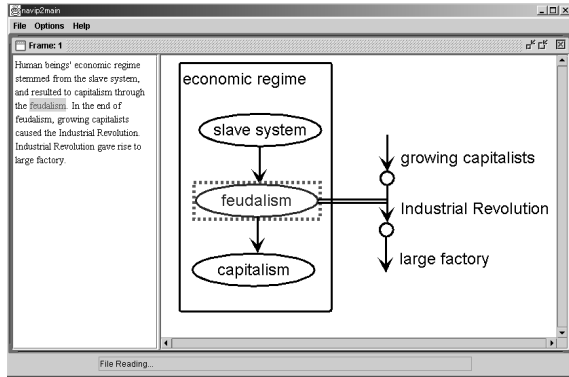 navip2main
File Options Help
Frame: 1
Human beings' economic regime
stemmed from the slave system,
and resulted to capitalism through
the feudalism. In the end of
feudalism, growing capitalists
caused the Industrial Revolution.
Industrial Revolution gave rise to
large factory.
economic regime
slave system
growing capitalists
feudalism
Industrial Revolution
capitalism
large factory
File Reading...